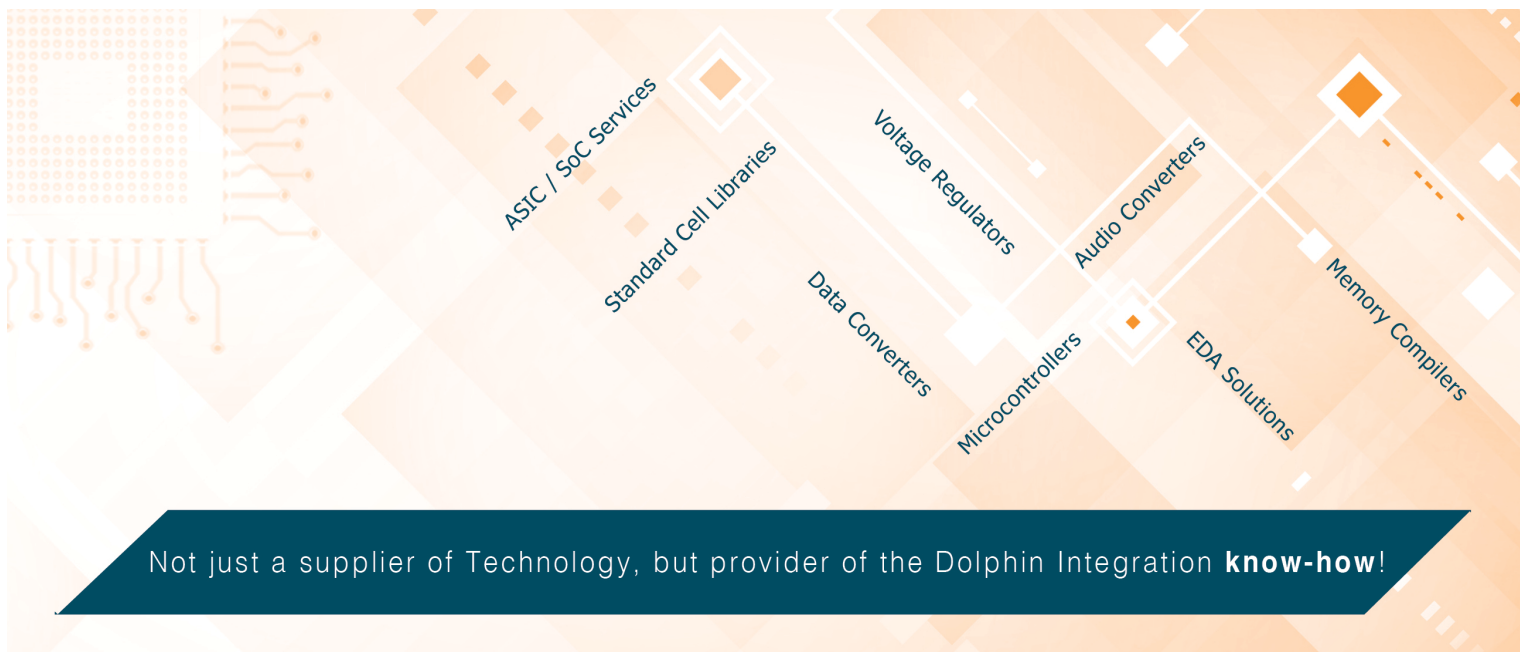 ASIC / SoC Services
Standard Cell Libraries
Voltage Regulators
Data Converters
Audio Converters
Microcontrollers
EDA Solutions
Memory Compilers
Not just a supplier of Technology, but provider of the Dolphin Integration know-how!